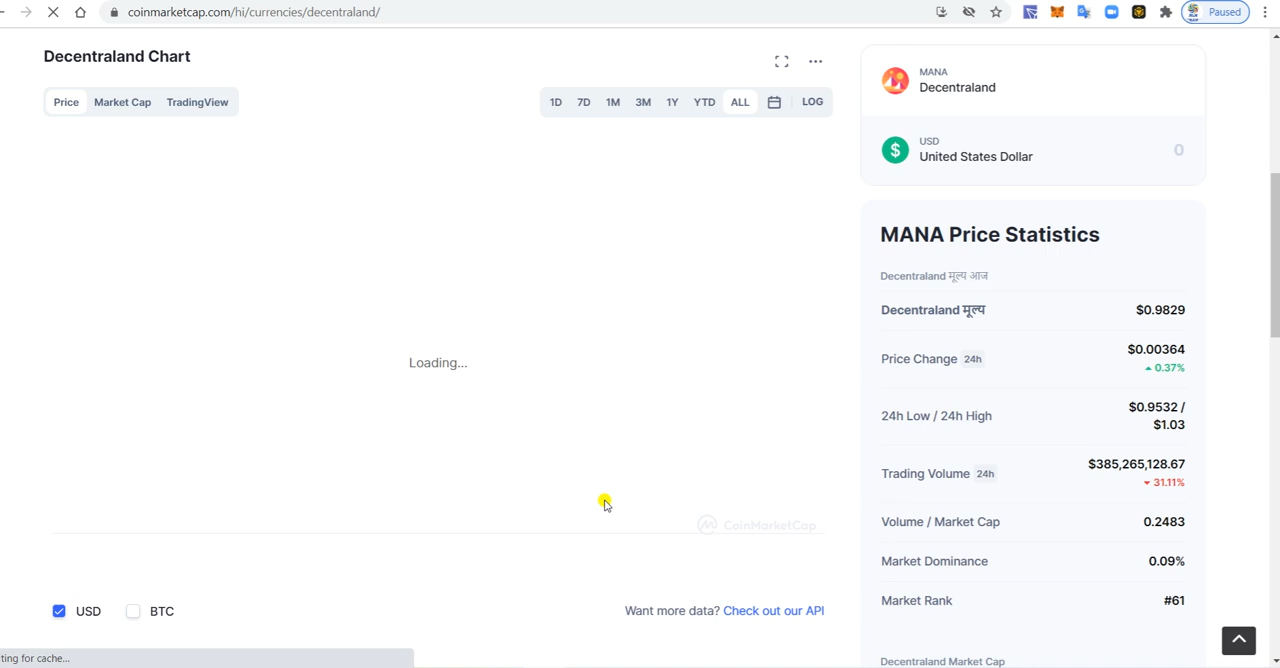 coinmarketcap.com/hi/currencies/decentraland/
Paused
Decentraland Chart
Price Market Cap TradingView
1D 7D 1M 3M 1Y YTD ALL LOG
Loading...
CoinMarketCap
USD BTC
Want more data? Check out our API
ting for cache...
MANA
Decentraland
USD
United States Dollar
0
MANA Price Statistics
Decentraland मूल्य आज
Decentraland मूल्य $0.9829
Price Change 24h $0.00364
0.37%
24h Low / 24h High $0.9532 /
$1.03
Trading Volume 24h $385,265,128.67
31.11%
Volume / Market Cap 0.2483
Market Dominance 0.09%
Market Rank #61
Decentraland Market Cap